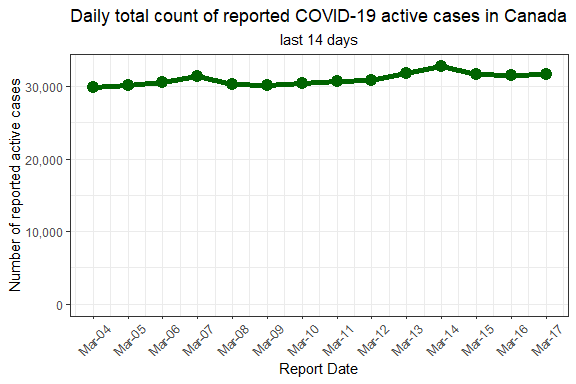 Daily total count of reported COVID-19 active cases in Canada
last 14 days
Number of reported active cases
30,000
20,000
10,000
0
Mar-04 Mar-05 Mar-06 Mar-07 Mar-08 Mar-09 Mar-10 Mar-11 Mar-12 Mar-13 Mar-14 Mar-15 Mar-16 Mar-17
Report Date